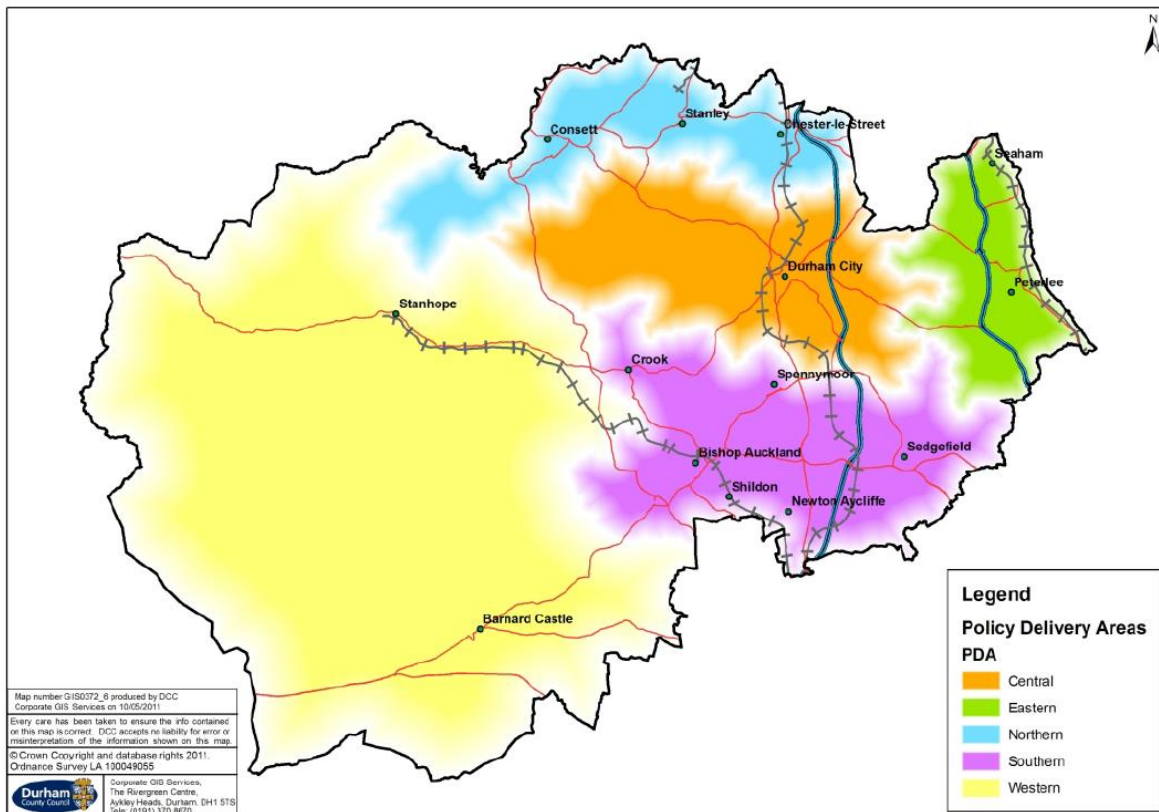 N
Consett
Stanley
Chester-le-Street
Seaham
Durham City
Peterlee
Stanhope
Crook
Spennymoor
Bishop Auckland
Sedgefield
Shildon
Newton Aycliffe
Barnard Castle
Legend
Policy Delivery Areas
PDA
Central
Eastern
Northern
Southern
Western
Map number GIS0372_6 produced by DCC
Corporate GIS Services on 10/05/2011
Every care has been taken to ensure the info contained
on this map is correct. DCC accepts no liability for error or
misinterpretation of the information shown on this map.
© Crown Copyright and database rights 2011.
Ordnance Survey LA 100049055
Durham
County Council
Corporate GIS Services,
The Rivergreen Centre,
Aykley Heads, Durham, DH1 5TS